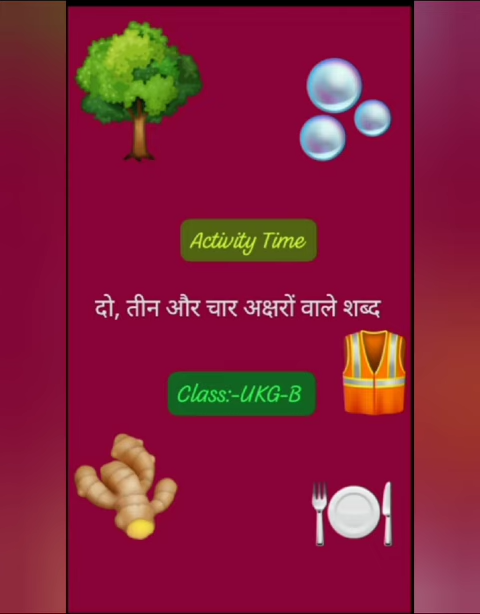 Activity Time
दो, तीन और चार अक्षरों वाले शब्द
Class:-UKG-B